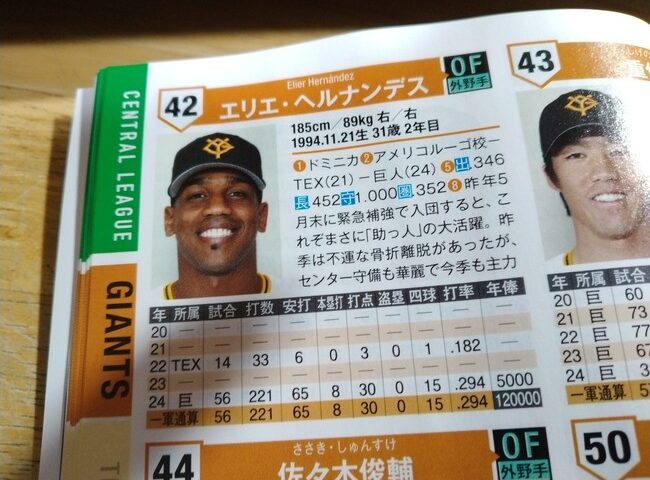 CENTRAL LEAGUE
GIANTS
T
42
Elier Hernández
エリエ・ヘルナンデス
OF
外野手
185cm/89kg 右/右
1994.11.21生 31歳 2年目
❶ドミニカ❷アメリコルーゴ校−
TEX(21)−巨人(24)❺出.346
長.452守1.000圏.352❽昨年5
月末に緊急補強で入団すると、こ
れぞまさに「助っ人」の大活躍。昨
季は不運な骨折離脱があったが、
センター守備も華麗で今季も主力
年 所属 試合 打数 安打 本塁打 打点 盗塁 四球 打率 年俸
20 —
21 —
22 TEX 14 33 6 0 3 0 1 .182 —
23 —
24 巨 56 221 65 8 30 0 15 .294 5000
一軍通算 56 221 65 8 30 0 15 .294 120000
43
年 所属 試合
20 巨 60
21 巨 73
22 巨 77
23 巨
24 巨
一軍通算
44
ささき・しゅんすけ
佐々木俊輔
OF
外野手
50